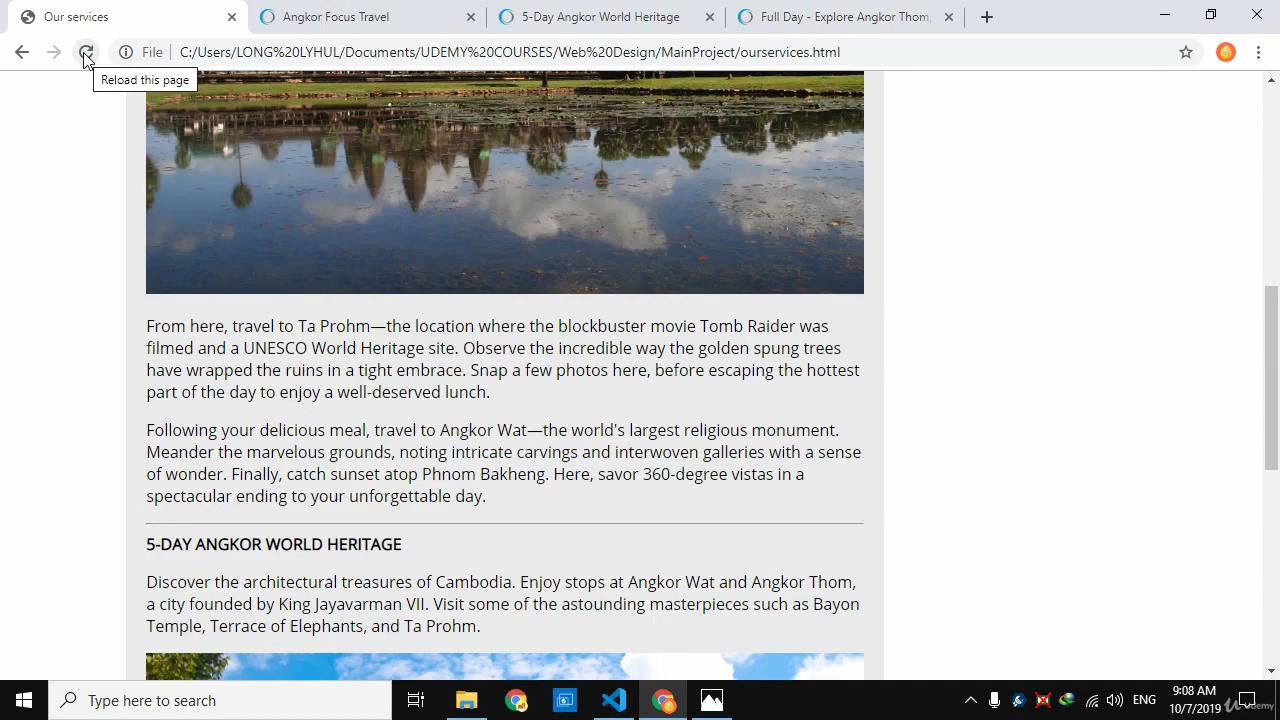 Our services
Angkor Focus Travel
5-Day Angkor World Heritage
Full Day - Explore Angkor Thom,
File
C:/Users/LONG%20LYHUL/Documents/UDEMY%20COURSES/Web%20Design/MainProject/ourservices.html
Reload this page
From here, travel to Ta Prohm—the location where the blockbuster movie Tomb Raider was
filmed and a UNESCO World Heritage site. Observe the incredible way the golden spung trees
have wrapped the ruins in a tight embrace. Snap a few photos here, before escaping the hottest
part of the day to enjoy a well-deserved lunch.
Following your delicious meal, travel to Angkor Wat—the world's largest religious monument.
Meander the marvelous grounds, noting intricate carvings and interwoven galleries with a sense
of wonder. Finally, catch sunset atop Phnom Bakheng. Here, savor 360-degree vistas in a
spectacular ending to your unforgettable day.
5-DAY ANGKOR WORLD HERITAGE
Discover the architectural treasures of Cambodia. Enjoy stops at Angkor Wat and Angkor Thom,
a city founded by King Jayavarman VII. Visit some of the astounding masterpieces such as Bayon
Temple, Terrace of Elephants, and Ta Prohm.
Type here to search
ENG
9:08 AM
10/7/2019
Udemy